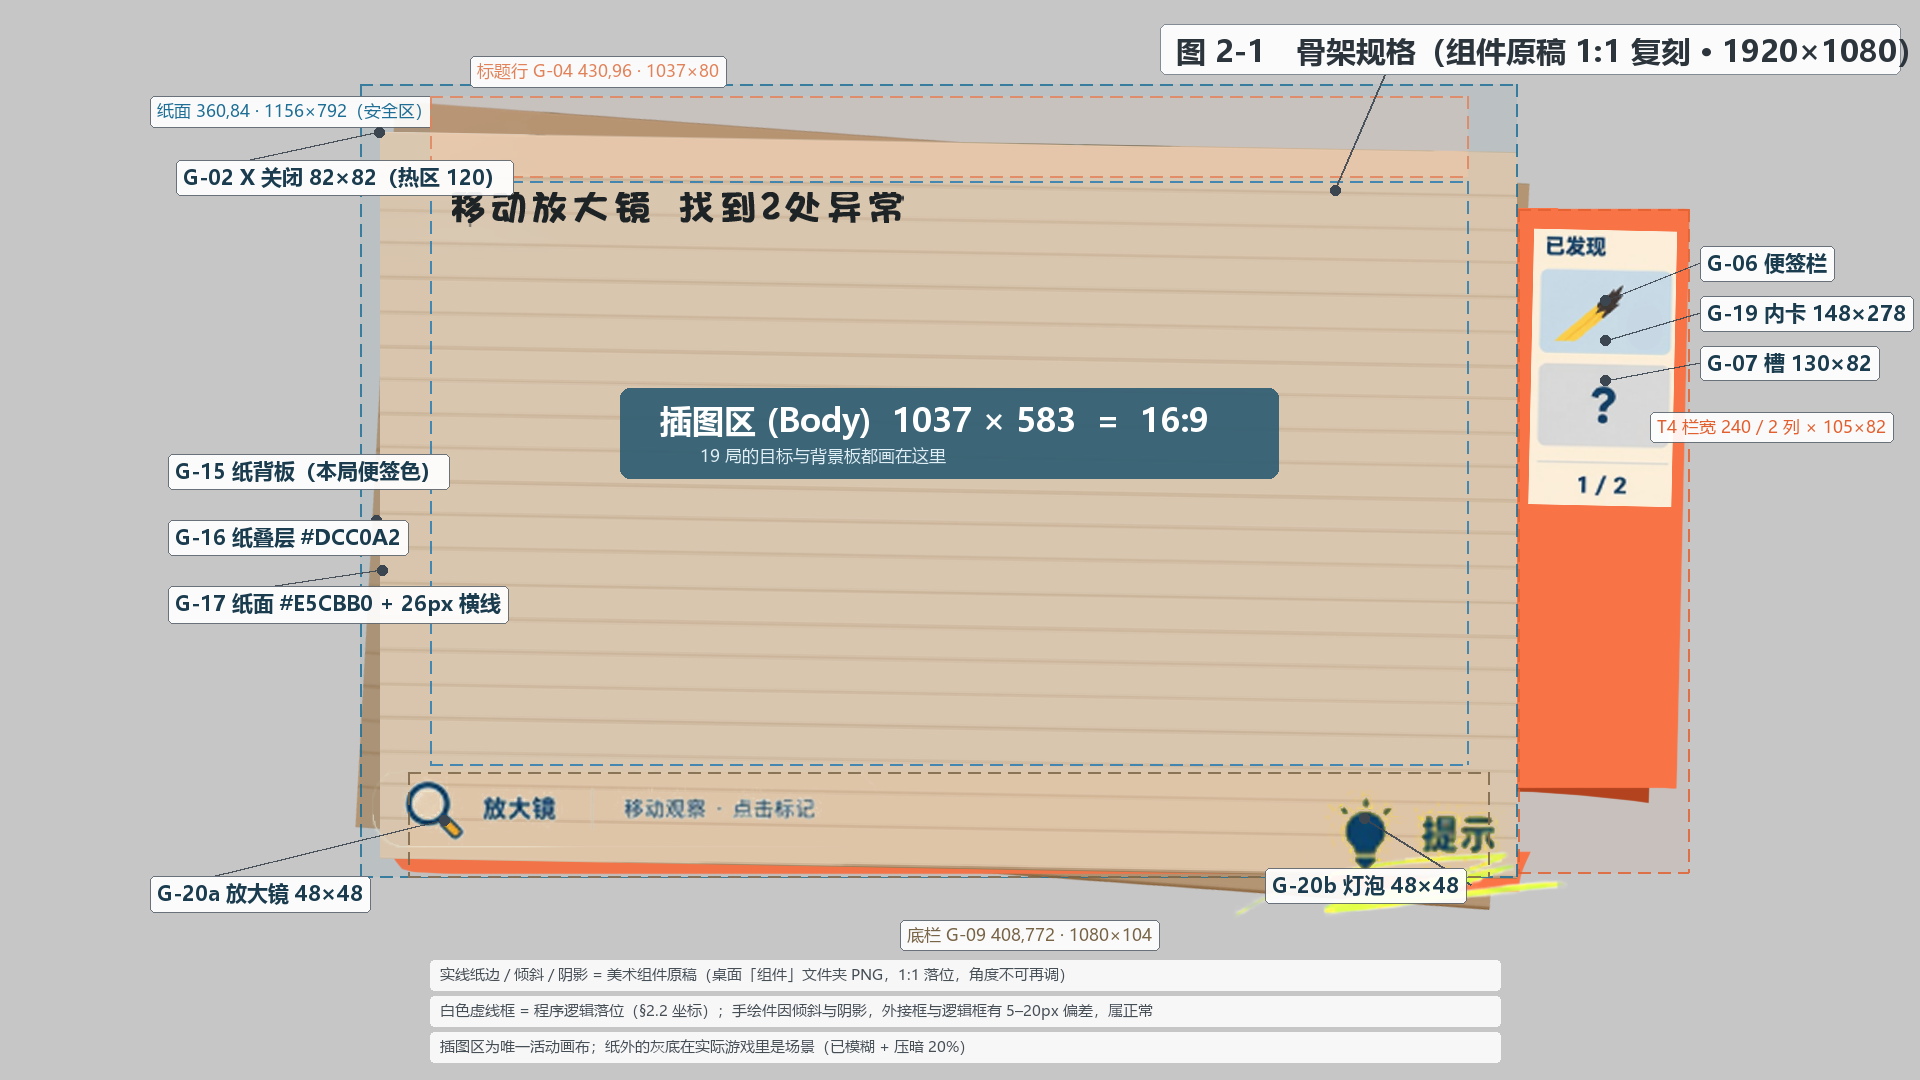 图 2-1 骨架规格（组件原稿 1:1 复刻 • 1920×1080）
标题行 G-04 430,96 · 1037×80
纸面 360,84 · 1156×792（安全区）
G-02 X 关闭 82×82（热区 120）
移动放大镜 找到2处异常
已发现
G-06 便签栏
G-19 内卡 148×278
G-07 槽 130×82
?
T4 栏宽 240 / 2 列 × 105×82
1 / 2
插图区 (Body) 1037 × 583 = 16:9
19 局的目标与背景板都画在这里
G-15 纸背板（本局便签色）
G-16 纸叠层 #DCC0A2
G-17 纸面 #E5CBB0 + 26px 横线
放大镜
移动观察 · 点击标记
提示
G-20a 放大镜 48×48
G-20b 灯泡 48×48
底栏 G-09 408,772 · 1080×104
实线纸边 / 倾斜 / 阴影 = 美术组件原稿（桌面「组件」文件夹 PNG，1:1 落位，角度不可再调）
白色虚线框 = 程序逻辑落位（§2.2 坐标）；手绘件因倾斜与阴影，外接框与逻辑框有 5–20px 偏差，属正常
插图区为唯一活动画布；纸外的灰底在实际游戏里是场景（已模糊 + 压暗 20%）